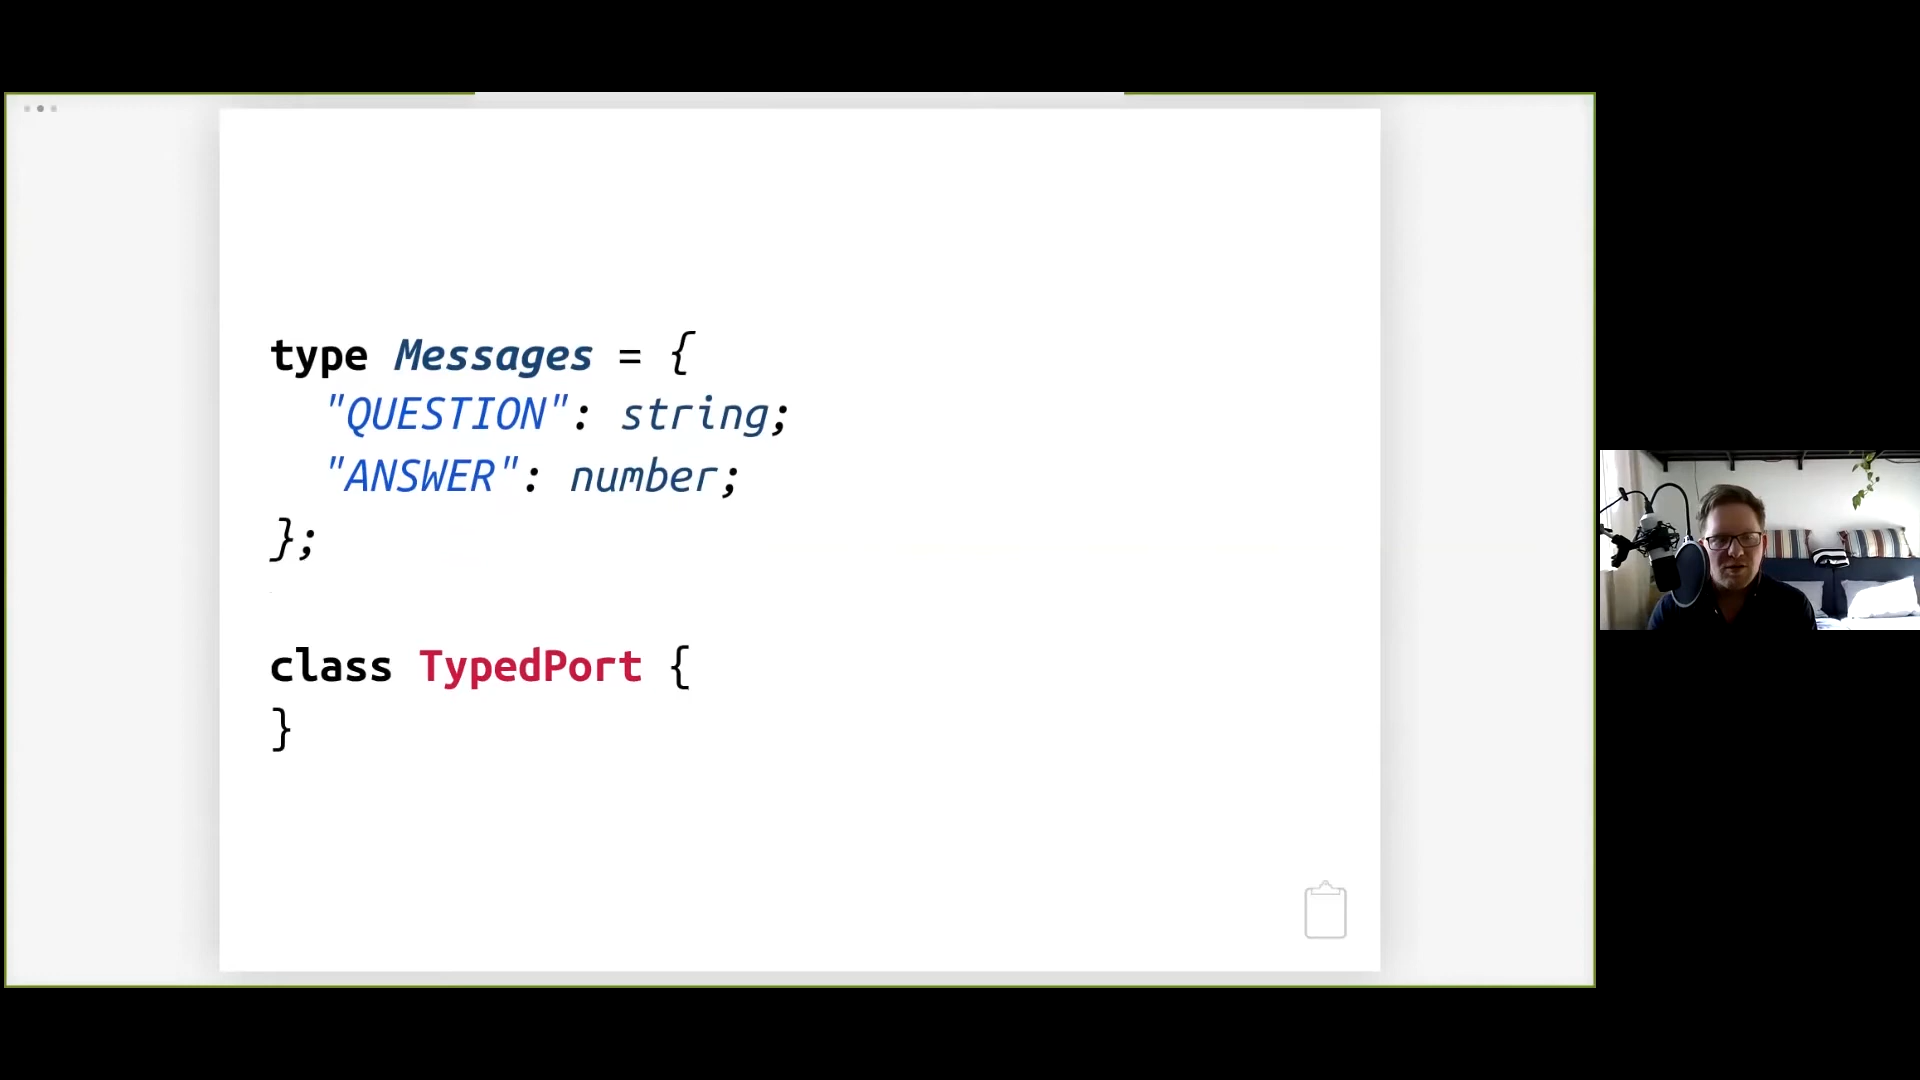 type Messages = {
"QUESTION": string;
"ANSWER": number;
};
class TypedPort {
}